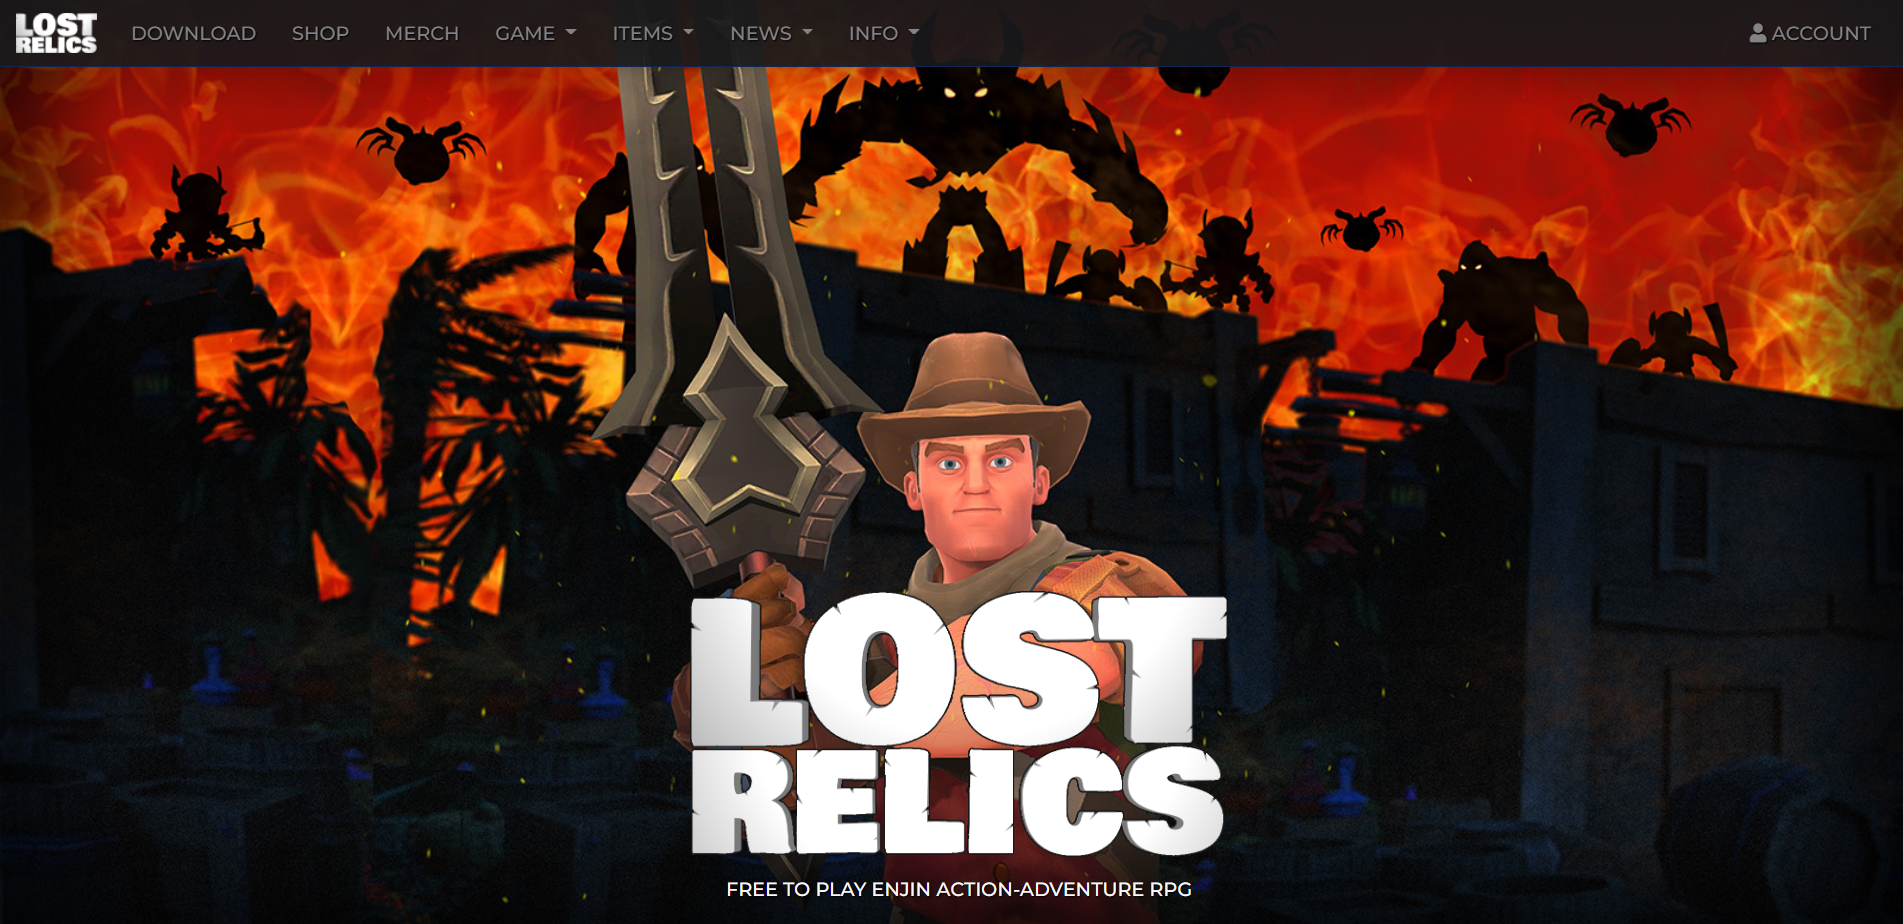 LOST
RELICS
DOWNLOAD SHOP MERCH GAME ITEMS NEWS INFO ACCOUNT
LOST
RELICS
FREE TO PLAY ENJIN ACTION-ADVENTURE RPG